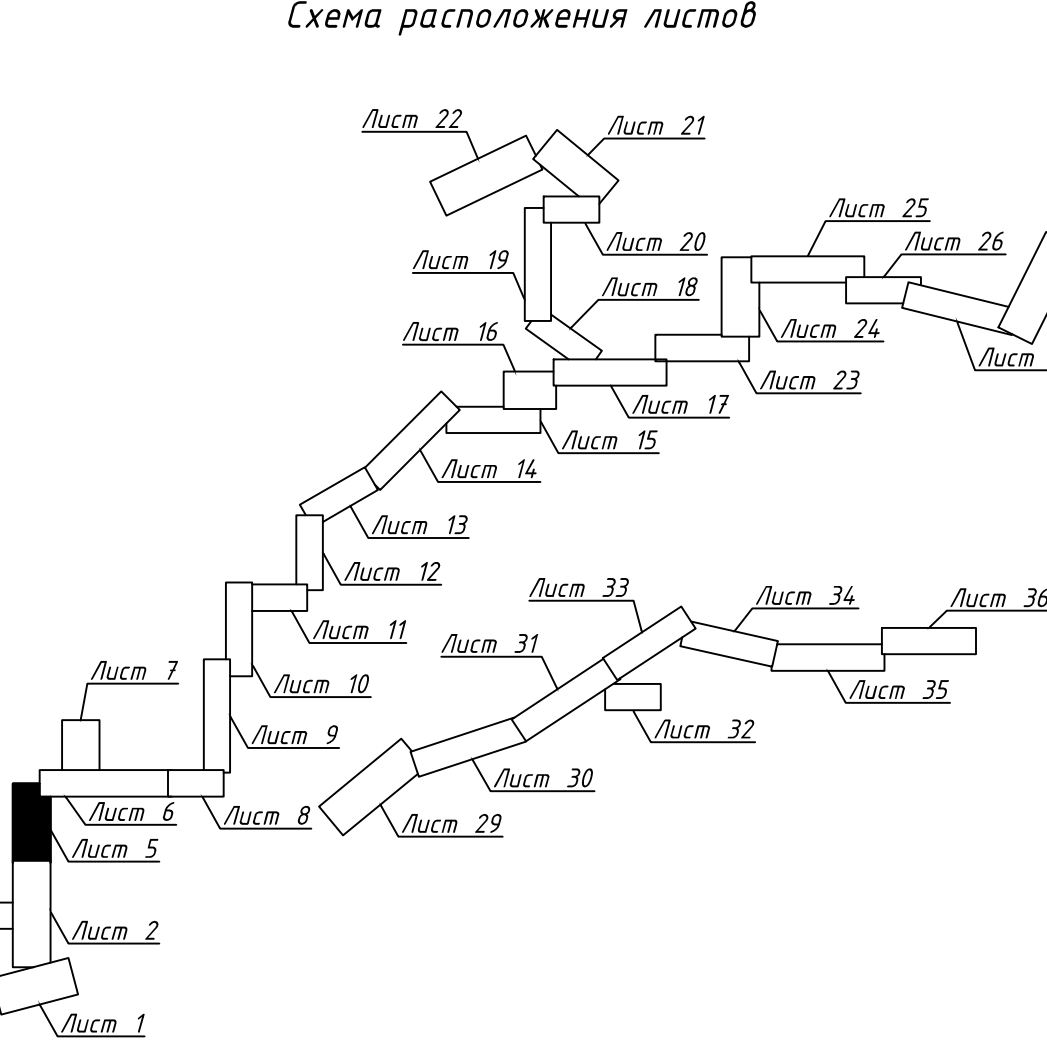 Схема расположения листов
Лист 22
Лист 21
Лист 25
Лист 20
Лист 26
Лист 19
Лист 18
Лист 16
Лист 24
Лист
Лист 23
Лист 17
Лист 15
Лист 14
Лист 13
Лист 12
Лист 33
Лист 34
Лист 36
Лист 11
Лист 31
Лист 7
Лист 10
Лист 35
Лист 9
Лист 32
Лист 30
Лист 6
Лист 8
Лист 29
Лист 5
Лист 2
Лист 1